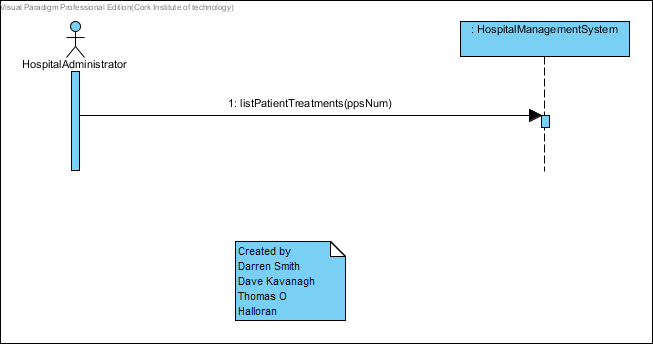 Visual Paradigm Professional Edition(Cork Institute of technology)
: HospitalManagementSystem
HospitalAdministrator
1: listPatientTreatments(ppsNum)
Created by
Darren Smith
Dave Kavanagh
Thomas O
Halloran